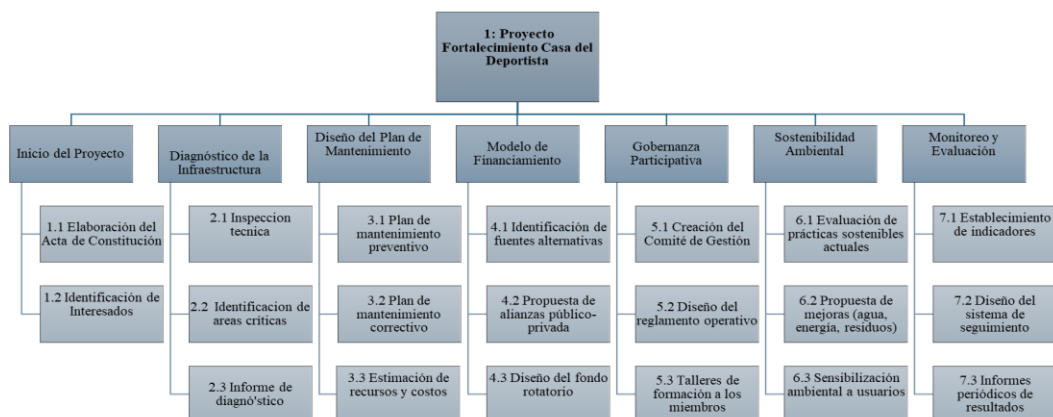 1: Proyecto
Fortalecimiento Casa del
Deportista
Inicio del Proyecto
Diagnóstico de la
Infraestructura
Diseño del Plan de
Mantenimiento
Modelo de
Financiamiento
Gobernanza
Participativa
Sostenibilidad
Ambiental
Monitoreo y
Evaluación
1.1 Elaboración del
Acta de Constitución
1.2 Identificación de
Interesados
2.1 Inspeccion
tecnica
2.2 Identificacion de
areas criticas
2.3 Informe de
diagnó'stico
3.1 Plan de
mantenimiento
preventivo
3.2 Plan de
mantenimiento
correctivo
3.3 Estimación de
recursos y costos
4.1 Identificación de
fuentes alternativas
4.2 Propuesta de
alianzas público-
privada
4.3 Diseño del fondo
rotatorio
5.1 Creación del
Comité de Gestión
5.2 Diseño del
reglamento operativo
5.3 Talleres de
formación a los
miembros
6.1 Evaluación de
prácticas sostenibles
actuales
6.2 Propuesta de
mejoras (agua,
energía, residuos)
6.3 Sensibilización
ambiental a usuarios
7.1 Establecimiento
de indicadores
7.2 Diseño del
sistema de
seguimiento
7.3 Informes
periódicos de
resultados